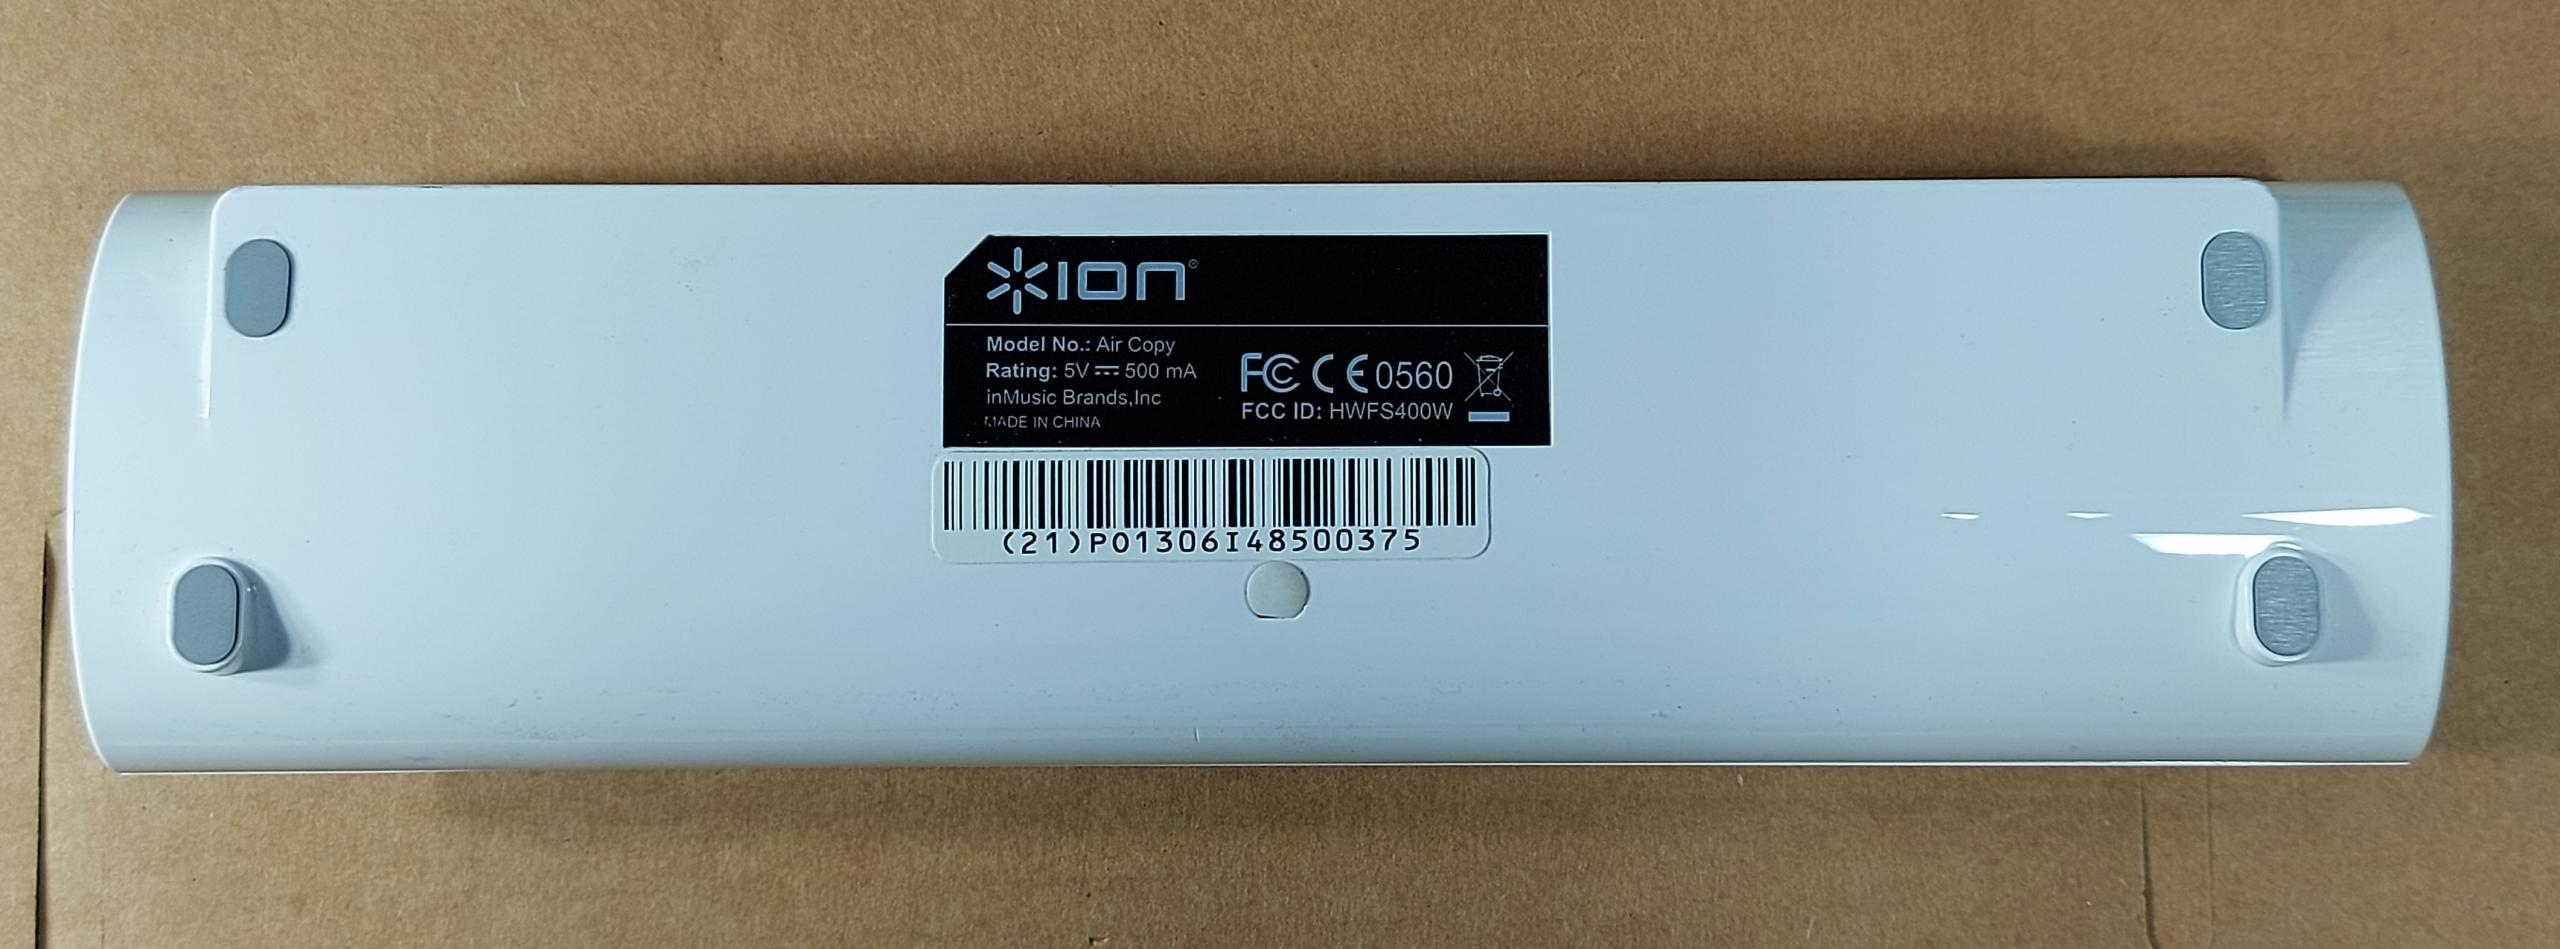 ION®
Model No.: Air Copy
Rating: 5V ⎓ 500 mA
inMusic Brands,Inc
MADE IN CHINA
FC CE 0560
FCC ID: HWFS400W
(21)P01306I48500375